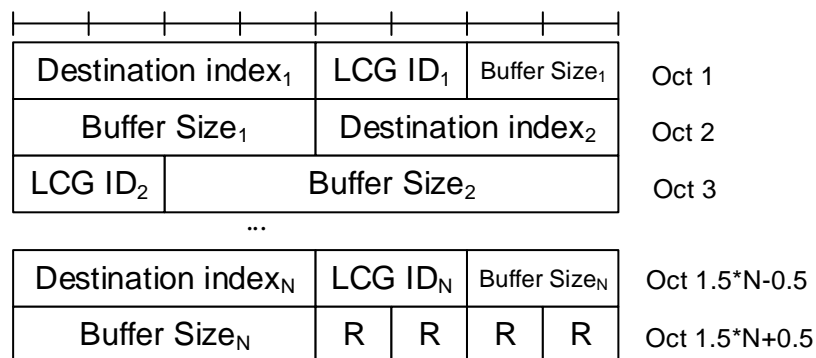 Destination index₁ LCG ID₁ Buffer Size₁ Oct 1
Buffer Size₁ Destination index₂ Oct 2
LCG ID₂ Buffer Size₂ Oct 3
...
Destination indexN LCG IDN Buffer SizeN Oct 1.5*N-0.5
Buffer SizeN R R R R Oct 1.5*N+0.5